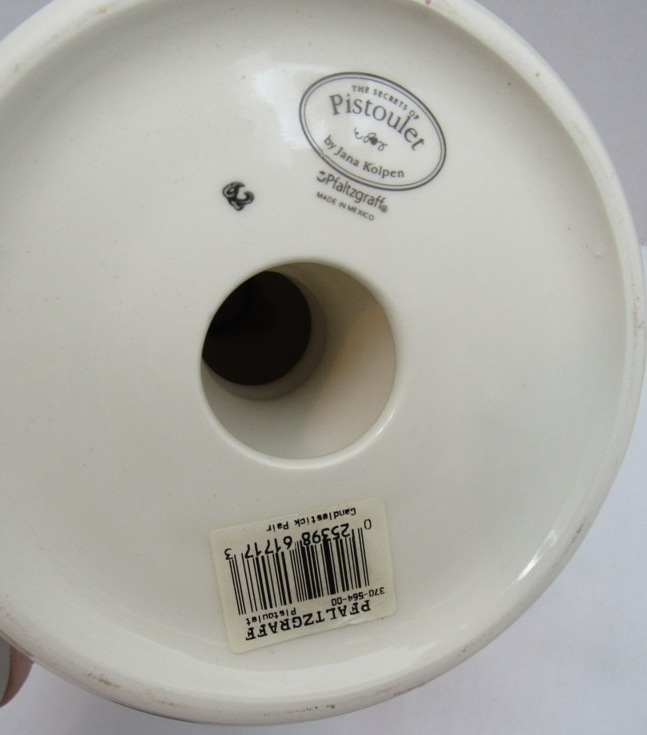 THE SECRETS OF
Pistoulet
by Jana Kolpen
Pfaltzgraff®
MADE IN MEXICO
62
PFALTZGRAFF
370-564-00 Pistoulet
0 25398 61717 3
Candlestick Pair